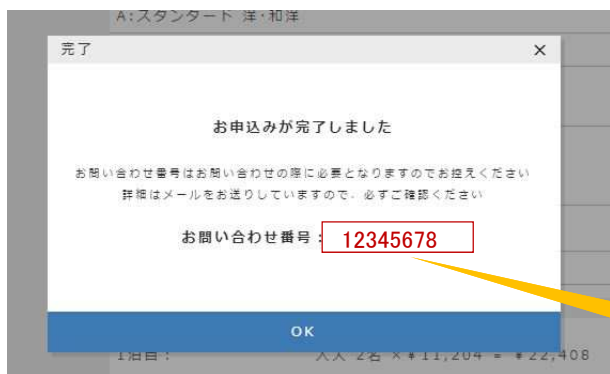 A:スタンダード 洋・和洋
完了 ×
お申込みが完了しました
お問い合わせ番号はお問い合わせの際に必要となりますのでお控えください
詳細はメールをお送りしていますので、必ずご確認ください
お問い合わせ番号: 12345678
OK
1泊目: 大人 2名 ×¥11,204 = ¥22,408